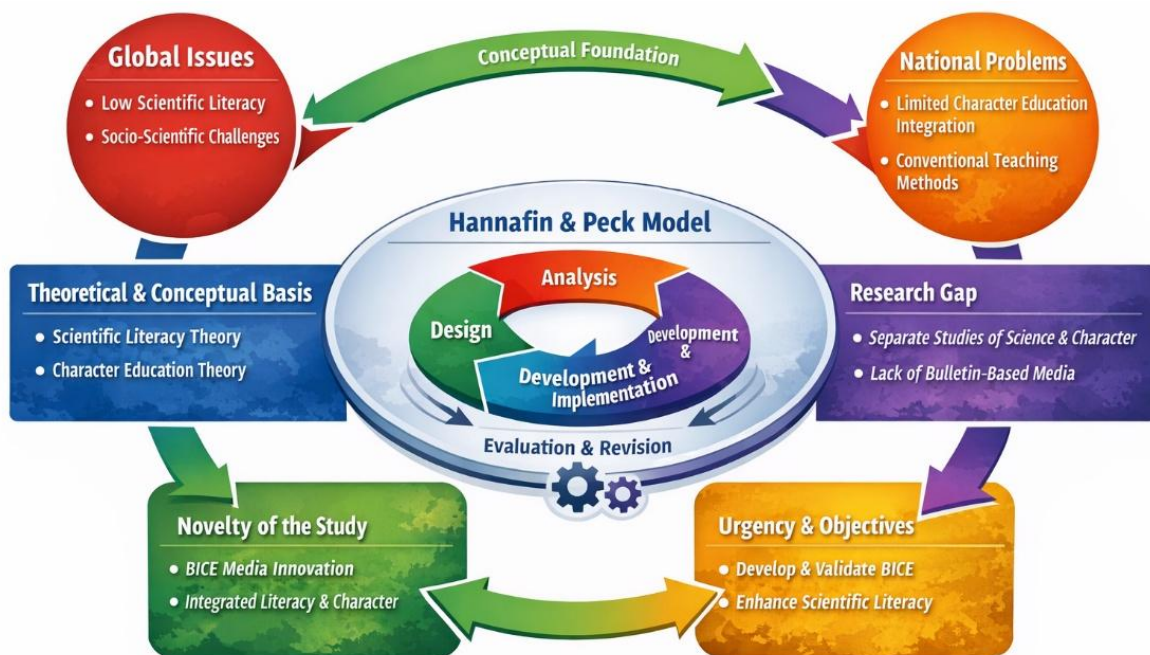 Global Issues
• Low Scientific Literacy
• Socio-Scientific Challenges
Conceptual Foundation
National Problems
• Limited Character Education
Integration
• Conventional Teaching
Methods
Theoretical & Conceptual Basis
• Scientific Literacy Theory
• Character Education Theory
Hannafin & Peck Model
Analysis
Design
Development
&
Development &
Implementation
Evaluation & Revision
Research Gap
• Separate Studies of Science & Character
• Lack of Bulletin-Based Media
Novelty of the Study
• BICE Media Innovation
• Integrated Literacy & Character
Urgency & Objectives
• Develop & Validate BICE
• Enhance Scientific Literacy